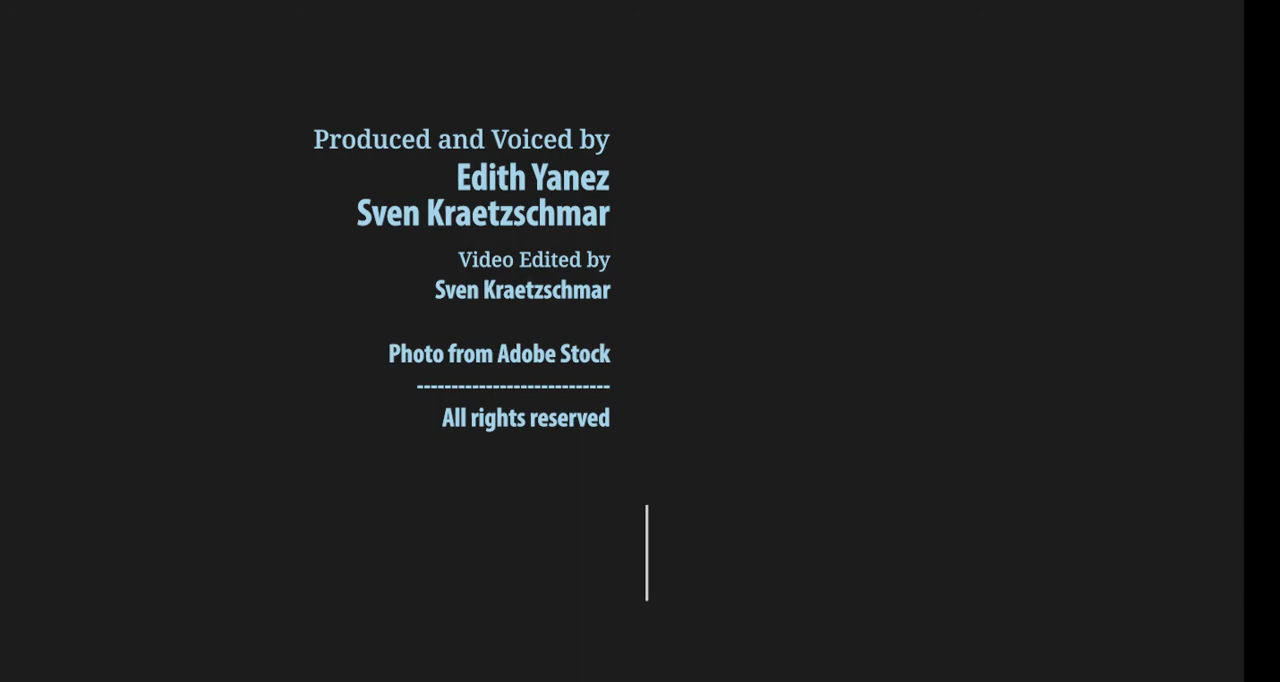 Produced and Voiced by
Edith Yanez
Sven Kraetzschmar
Video Edited by
Sven Kraetzschmar
Photo from Adobe Stock
----------------------------
All rights reserved